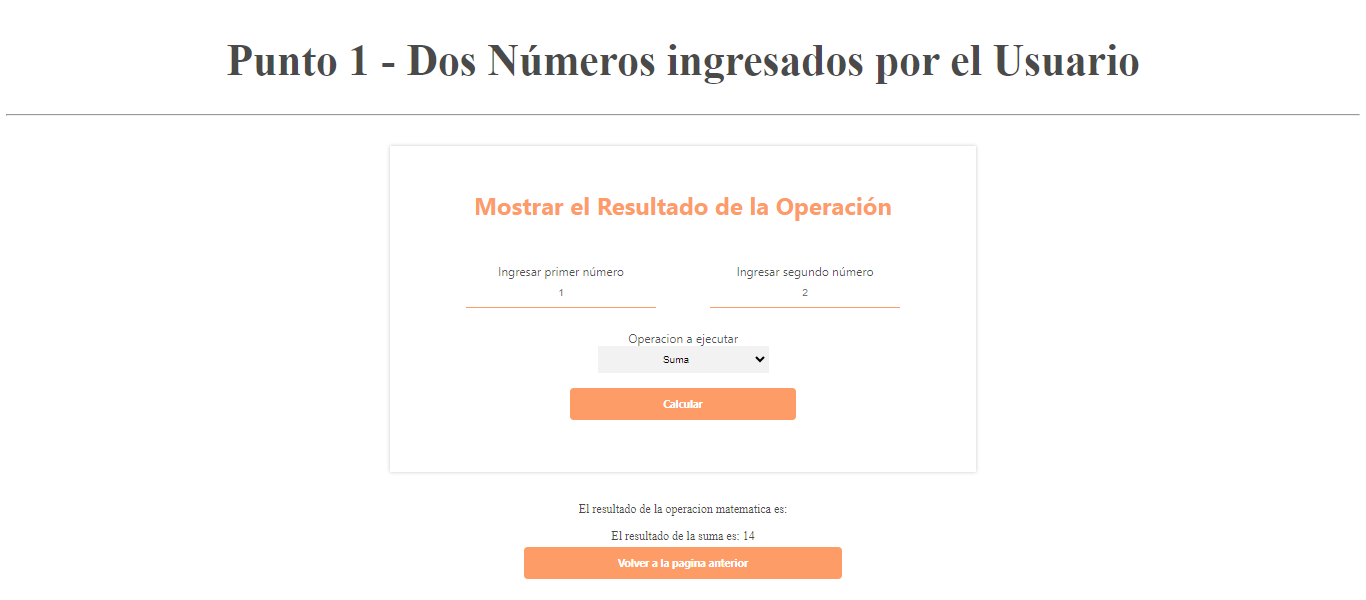 Punto 1 - Dos Números ingresados por el Usuario
Mostrar el Resultado de la Operación
Ingresar primer número
Ingresar segundo número
1
2
Operacion a ejecutar
Suma
Calcular
El resultado de la operacion matematica es:
El resultado de la suma es: 14
Volver a la pagina anterior